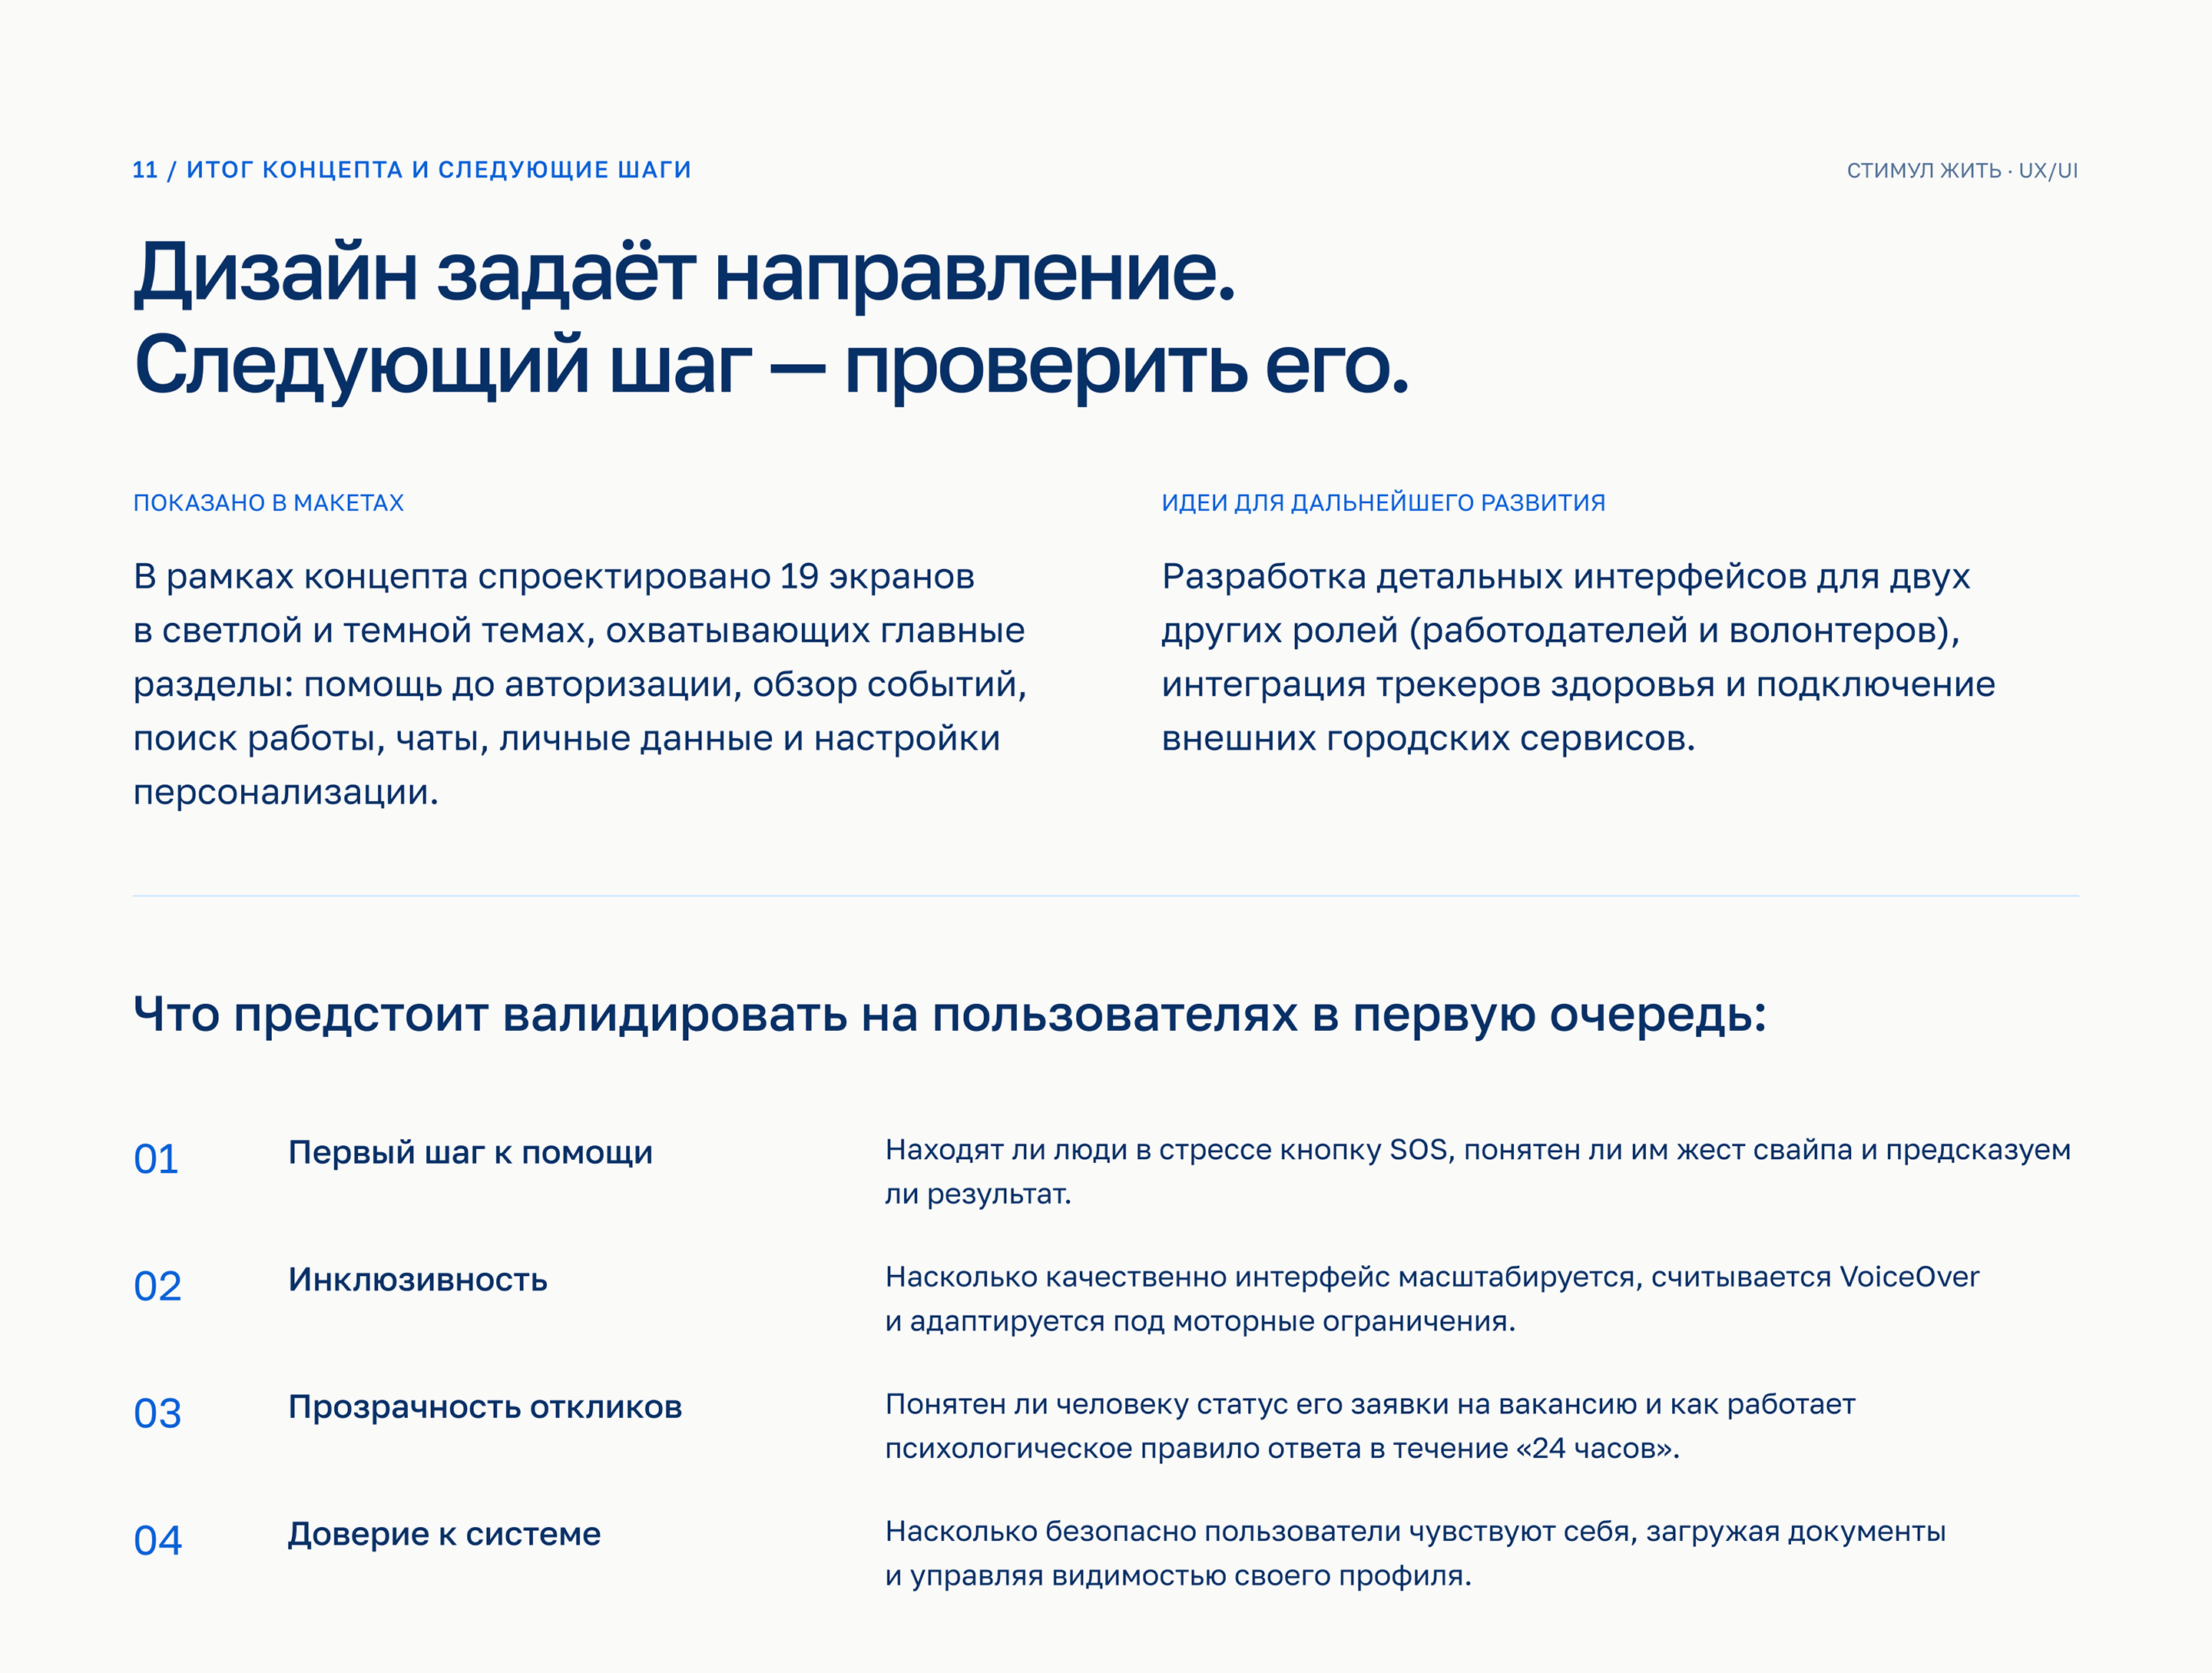 11 / ИТОГ КОНЦЕПТА И СЛЕДУЮЩИЕ ШАГИ
СТИМУЛ ЖИТЬ · UX/UI
Дизайн задаёт направление.
Следующий шаг — проверить его.
ПОКАЗАНО В МАКЕТАХ
В рамках концепта спроектировано 19 экранов
в светлой и темной темах, охватывающих главные
разделы: помощь до авторизации, обзор событий,
поиск работы, чаты, личные данные и настройки
персонализации.
ИДЕИ ДЛЯ ДАЛЬНЕЙШЕГО РАЗВИТИЯ
Разработка детальных интерфейсов для двух
других ролей (работодателей и волонтеров),
интеграция трекеров здоровья и подключение
внешних городских сервисов.
Что предстоит валидировать на пользователях в первую очередь:
01
Первый шаг к помощи
Находят ли люди в стрессе кнопку SOS, понятен ли им жест свайпа и предсказуем
ли результат.
02
Инклюзивность
Насколько качественно интерфейс масштабируется, считывается VoiceOver
и адаптируется под моторные ограничения.
03
Прозрачность откликов
Понятен ли человеку статус его заявки на вакансию и как работает
психологическое правило ответа в течение «24 часов».
04
Доверие к системе
Насколько безопасно пользователи чувствуют себя, загружая документы
и управляя видимостью своего профиля.